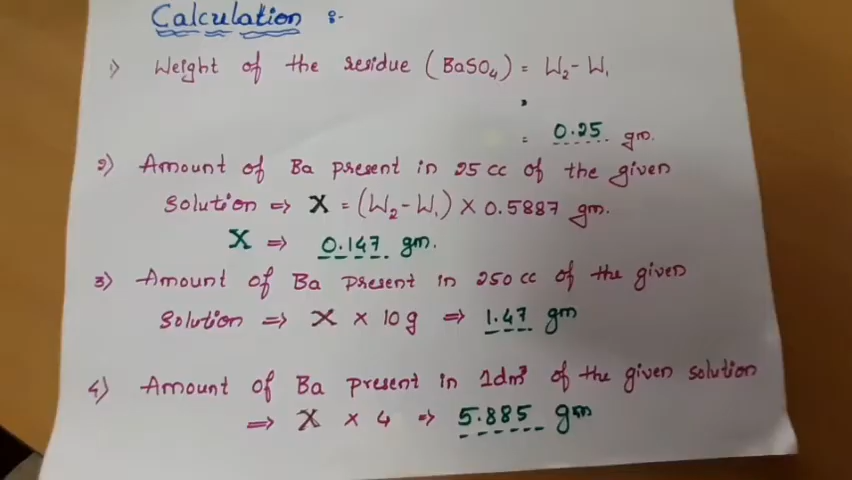 Calculation :-
1) Weight of the residue (BaSO4) = W2 - W1
= 0.25 gm.
2) Amount of Ba present in 25 cc of the given
Solution => X = (W2 - W1) X 0.5887 gm.
X => 0.147 gm.
3) Amount of Ba present in 250 cc of the given
Solution => X x 10 g => 1.47 gm
4) Amount of Ba present in 1dm³ of the given solution
=> X x 4 => 5.885 gm